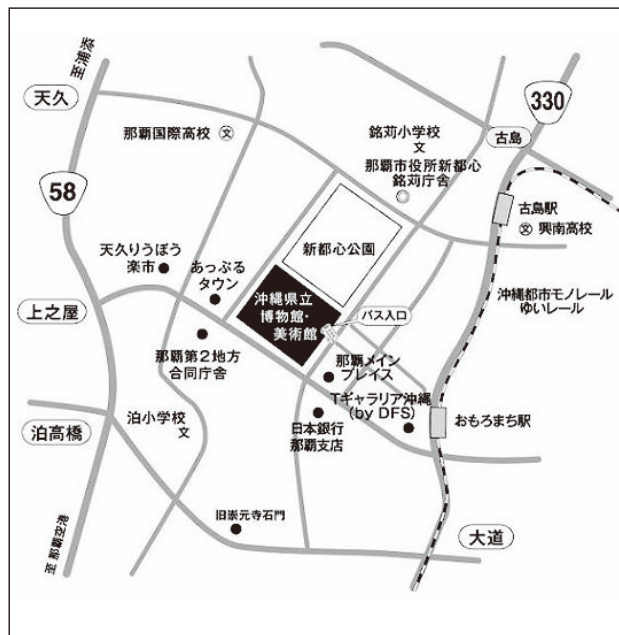 至浦添
天久
330
那覇国際高校
文
銘苅小学校
文
古島
那覇市役所新都心
銘苅庁舎
58
古島駅
文 興南高校
新都心公園
天久りうぼう
楽市
あっぷる
タウン
沖縄県立
博物館・
美術館
バス入口
沖縄都市モノレール
ゆいレール
上之屋
那覇第2地方
合同庁舎
那覇メイン
プレイス
Tギャラリア沖縄
(by DFS)
おもろまち駅
泊高橋
泊小学校
文
日本銀行
那覇支店
旧崇元寺石門
大道
至 那覇空港